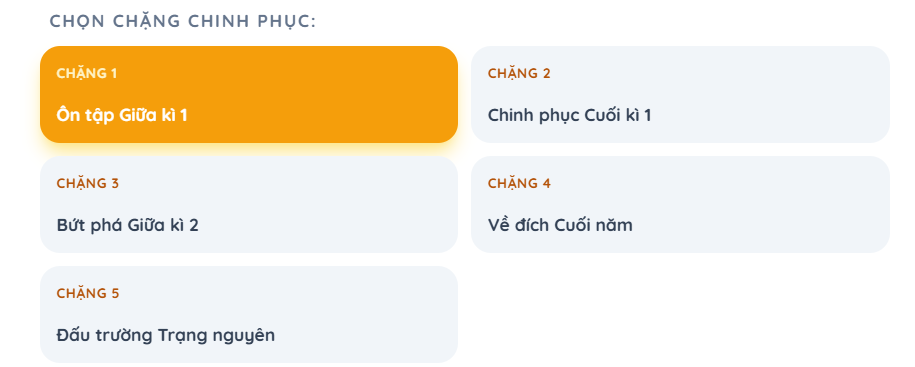 CHỌN CHẶNG CHINH PHỤC:
CHẶNG 1
Ôn tập Giữa kì 1
CHẶNG 2
Chinh phục Cuối kì 1
CHẶNG 3
Bứt phá Giữa kì 2
CHẶNG 4
Về đích Cuối năm
CHẶNG 5
Đấu trường Trạng nguyên